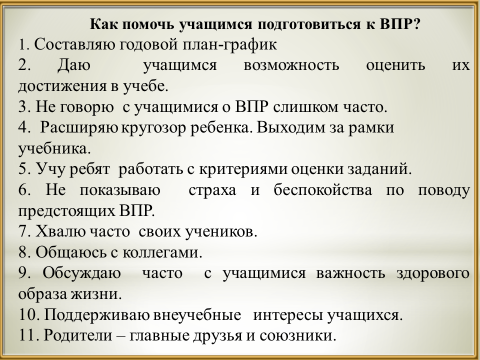 Как помочь учащимся подготовиться к ВПР?
1. Составляю годовой план-график
2. Даю учащимся возможность оценить их
достижения в учебе.
3. Не говорю с учащимися о ВПР слишком часто.
4. Расширяю кругозор ребенка. Выходим за рамки
учебника.
5. Учу ребят работать с критериями оценки заданий.
6. Не показываю страха и беспокойства по поводу
предстоящих ВПР.
7. Хвалю часто своих учеников.
8. Общаюсь с коллегами.
9. Обсуждаю часто с учащимися важность здорового
образа жизни.
10. Поддерживаю внеучебные интересы учащихся.
11. Родители – главные друзья и союзники.